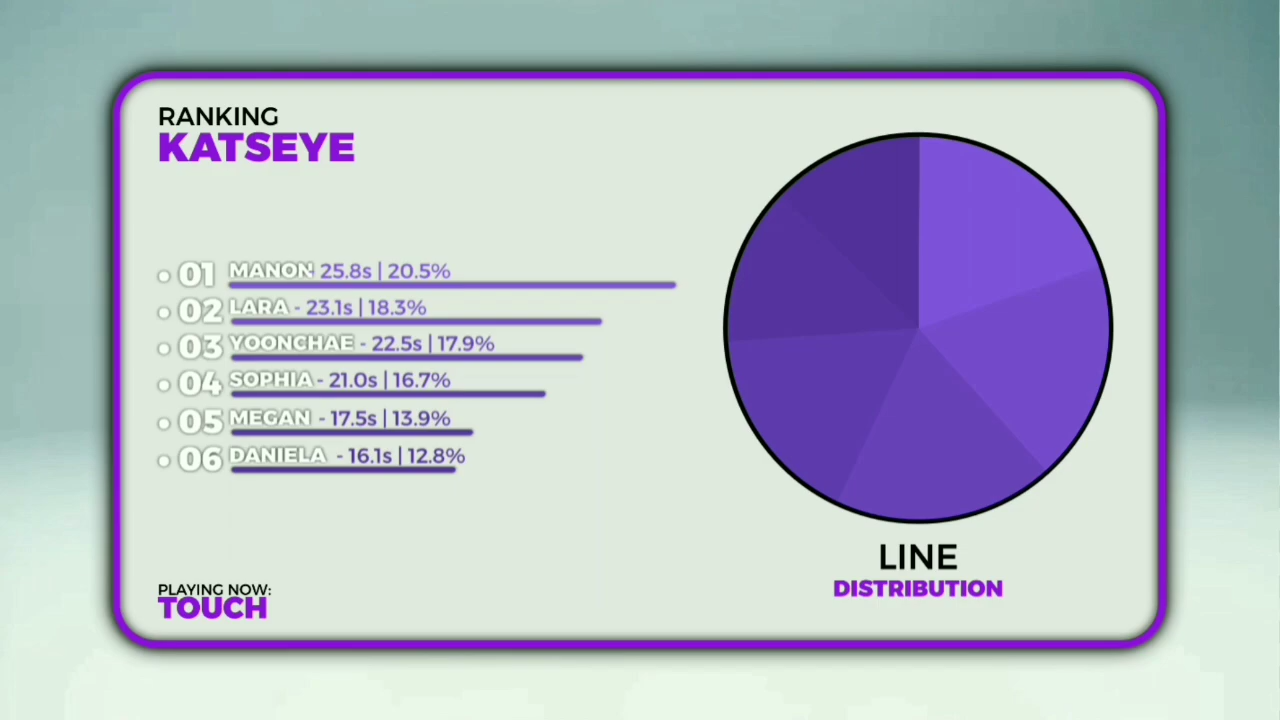 RANKING
KATSEYE
01 MANON - 25.8s | 20.5%
02 LARA - 23.1s | 18.3%
03 YOONCHAE - 22.5s | 17.9%
04 SOPHIA - 21.0s | 16.7%
05 MEGAN - 17.5s | 13.9%
06 DANIELA - 16.1s | 12.8%
LINE
DISTRIBUTION
PLAYING NOW:
TOUCH